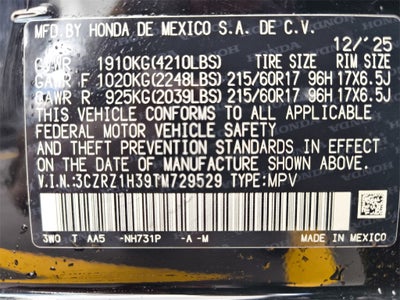 MFD. BY HONDA DE MEXICO S.A. DE C.V.
12/'25
GVWR 1910KG(4210LBS) TIRE SIZE RIM SIZE
GAWR F 1020KG(2248LBS) 215/60R17 96H 17X6.5J
GAWR R 925KG(2039LBS) 215/60R17 96H 17X6.5J
THIS VEHICLE CONFORMS TO ALL APPLICABLE
FEDERAL MOTOR VEHICLE SAFETY, BUMPER,
AND THEFT PREVENTION STANDARDS IN EFFECT
ON THE DATE OF MANUFACTURE SHOWN ABOVE.
V.I.N.:3CZRZ1H39TM729529 TYPE:MPV
3W0 T AA5 -NH731P -A -M MADE IN MEXICO